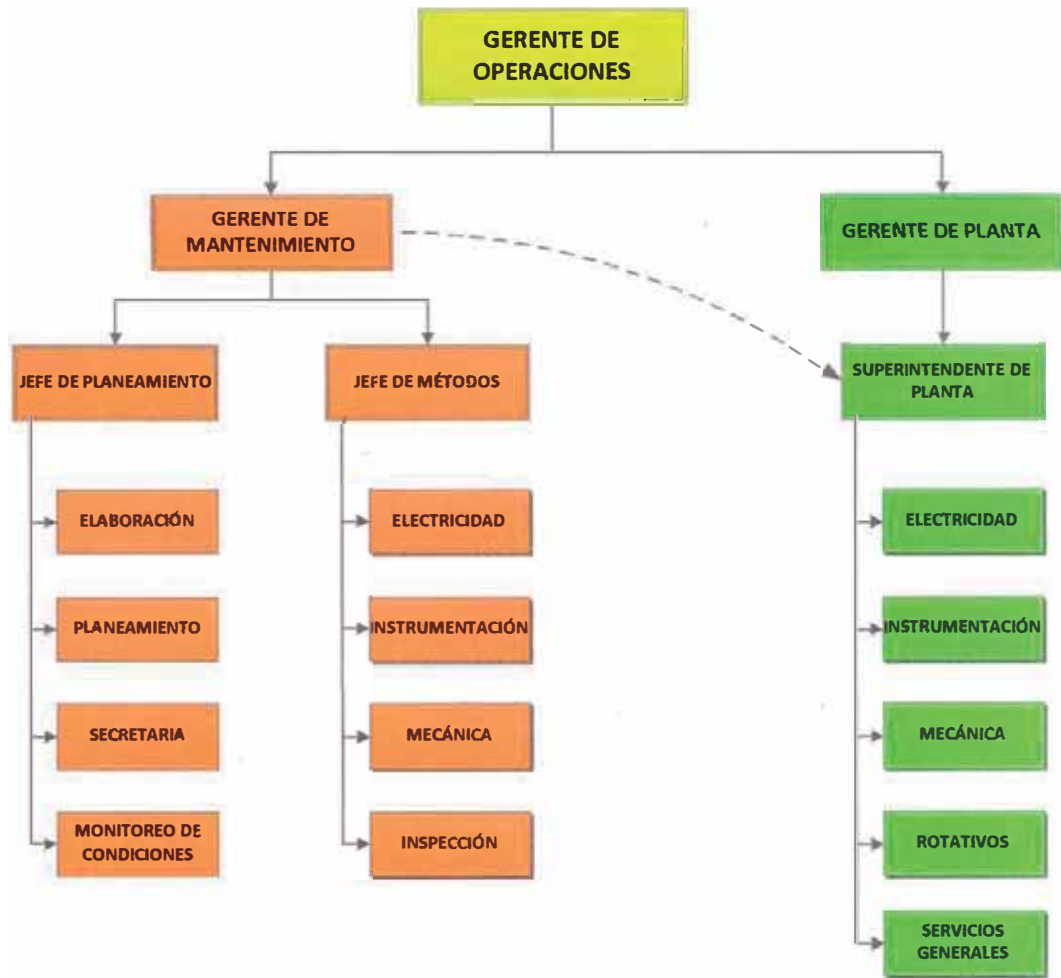 GERENTE DE
OPERACIONES
GERENTE DE
MANTENIMIENTO
GERENTE DE PLANTA
JEFE DE PLANEAMIENTO
JEFE DE MÉTODOS
SUPERINTENDENTE DE
PLANTA
ELABORACIÓN
ELECTRICIDAD
ELECTRICIDAD
PLANEAMIENTO
INSTRUMENTACIÓN
INSTRUMENTACIÓN
SECRETARIA
MECÁNICA
MECÁNICA
MONITOREO DE
CONDICIONES
INSPECCIÓN
ROTATIVOS
SERVICIOS
GENERALES